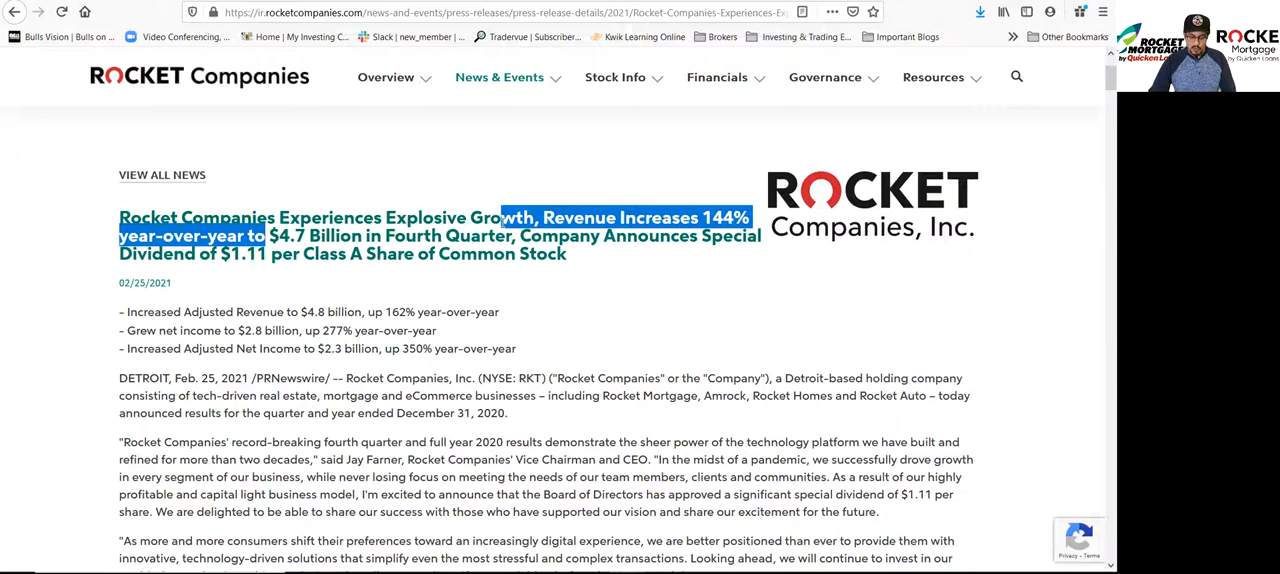 https://ir.rocketcompanies.com/news-and-events/press-releases/press-release-details/2021/Rocket-Companies-Experiences-Ex
Bulls Vision | Bulls on ... Video Conferencing, ... Home | My Investing C... Slack | new_member | ... Tradervue | Subscriber... Kwik Learning Online Brokers Investing & Trading E... Important Blogs Other Bookmarks
ROCKET Companies Overview News & Events Stock Info Financials Governance Resources
ROCKET
MORTGAGE
by Quicken Loans
ROCKE
Mortgage
by Quicken Loans
VIEW ALL NEWS
ROCKET
Companies, Inc.
Rocket Companies Experiences Explosive Growth, Revenue Increases 144%
year-over-year to $4.7 Billion in Fourth Quarter, Company Announces Special
Dividend of $1.11 per Class A Share of Common Stock
02/25/2021
- Increased Adjusted Revenue to $4.8 billion, up 162% year-over-year
- Grew net income to $2.8 billion, up 277% year-over-year
- Increased Adjusted Net Income to $2.3 billion, up 350% year-over-year
DETROIT, Feb. 25, 2021 /PRNewswire/ -- Rocket Companies, Inc. (NYSE: RKT) ("Rocket Companies" or the "Company"), a Detroit-based holding company
consisting of tech-driven real estate, mortgage and eCommerce businesses – including Rocket Mortgage, Amrock, Rocket Homes and Rocket Auto – today
announced results for the quarter and year ended December 31, 2020.
"Rocket Companies' record-breaking fourth quarter and full year 2020 results demonstrate the sheer power of the technology platform we have built and
refined for more than two decades," said Jay Farner, Rocket Companies' Vice Chairman and CEO. "In the midst of a pandemic, we successfully drove growth
in every segment of our business, while never losing focus on meeting the needs of our team members, clients and communities. As a result of our highly
profitable and capital light business model, I'm excited to announce that the Board of Directors has approved a significant special dividend of $1.11 per
share. We are delighted to be able to share our success with those who have supported our vision and share our excitement for the future.
"As more and more consumers shift their preferences toward an increasingly digital experience, we are better positioned than ever to provide them with
innovative, technology-driven solutions that simplify even the most stressful and complex transactions. Looking ahead, we will continue to invest in our
Privacy - Terms